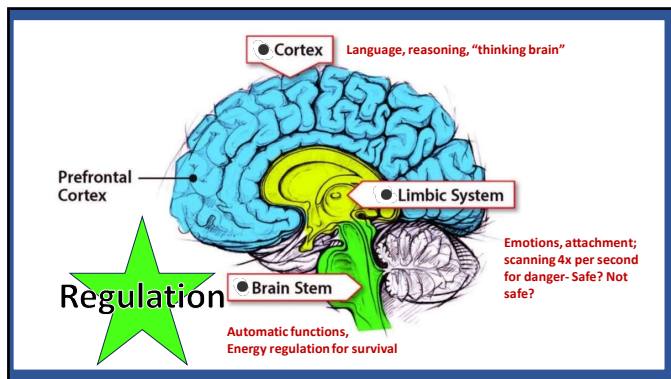 Cortex
Language, reasoning, “thinking brain”
Prefrontal
Cortex
Limbic System
Emotions, attachment;
scanning 4x per second
for danger- Safe? Not
safe?
Regulation
Brain Stem
Automatic functions,
Energy regulation for survival